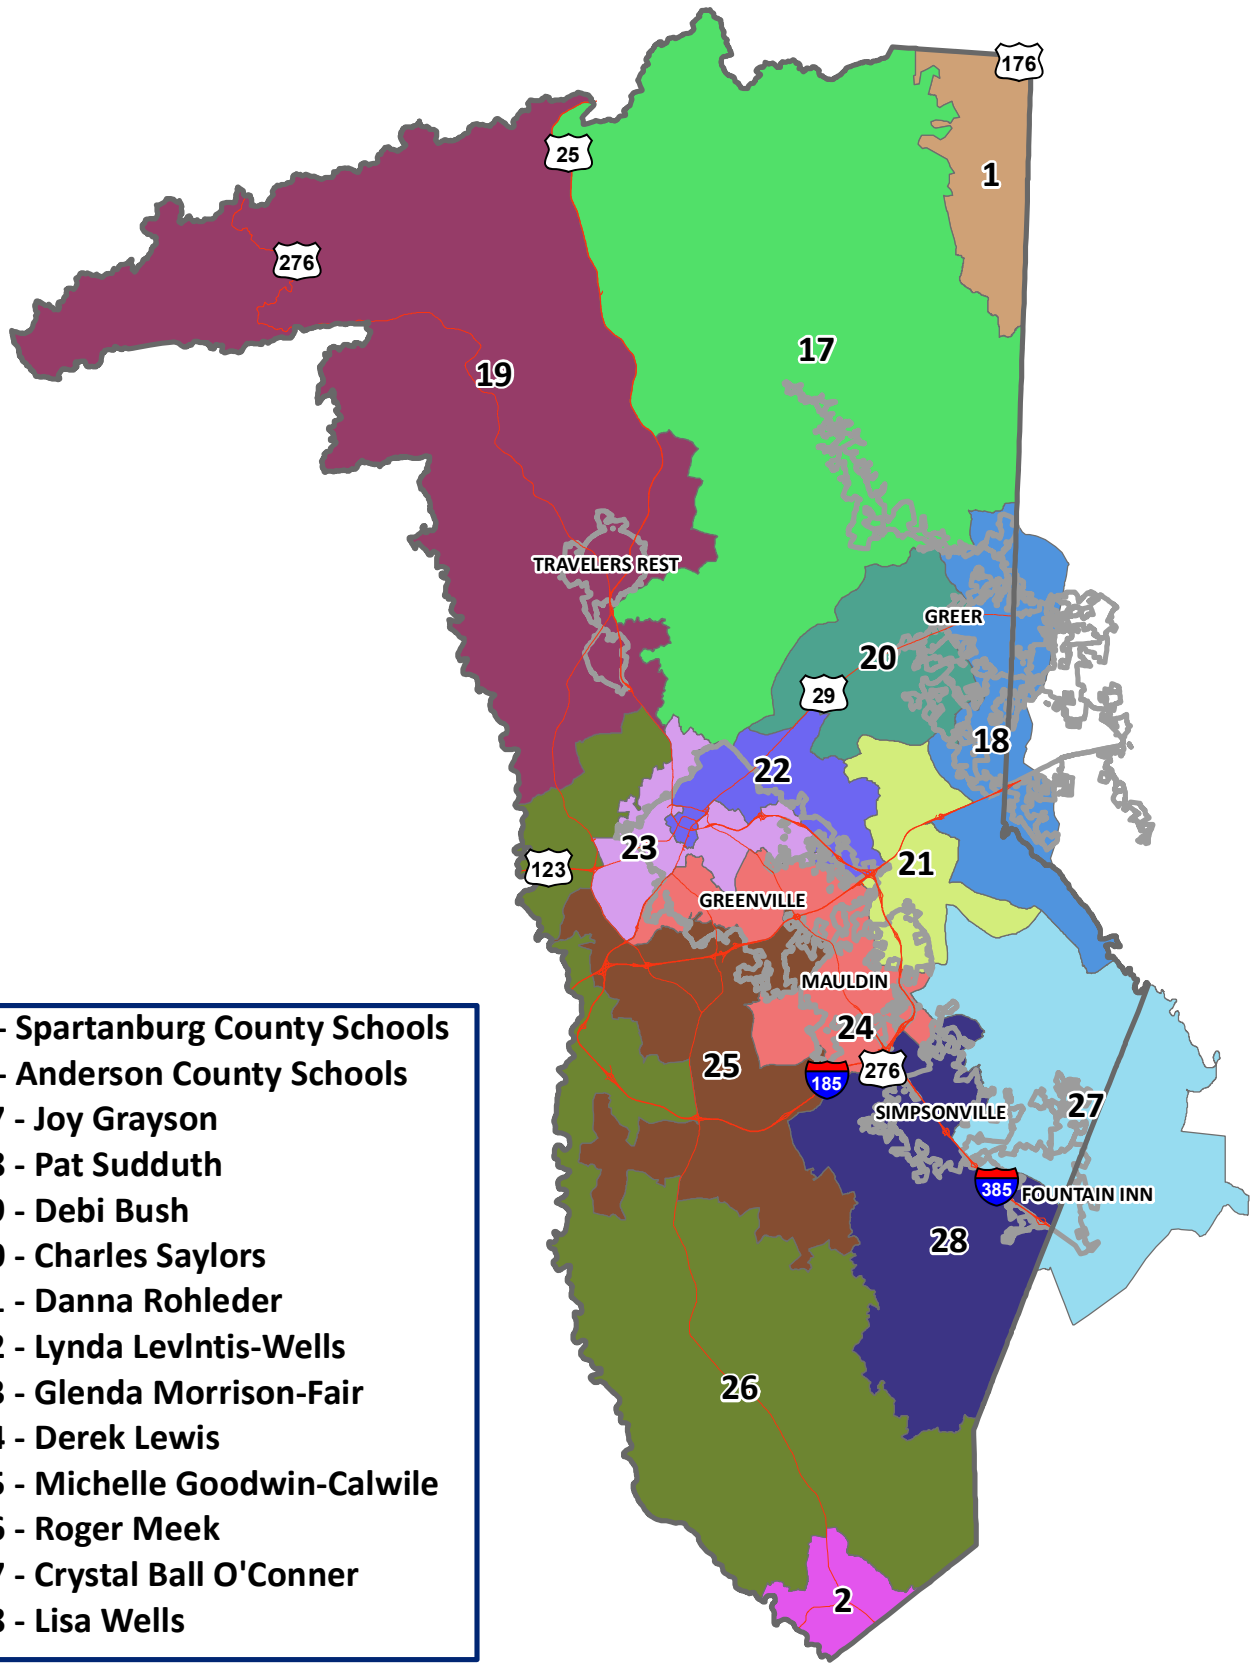 176
25
1
276
17
19
TRAVELERS REST
GREER
20
29
18
22
23
21
123
GREENVILLE
MAULDIN
24
25
276
185
27
SIMPSONVILLE
385
FOUNTAIN INN
28
26
2
- Spartanburg County Schools
- Anderson County Schools
7 - Joy Grayson
8 - Pat Sudduth
9 - Debi Bush
0 - Charles Saylors
1 - Danna Rohleder
2 - Lynda LevIntis-Wells
3 - Glenda Morrison-Fair
4 - Derek Lewis
5 - Michelle Goodwin-Calwile
6 - Roger Meek
7 - Crystal Ball O'Conner
8 - Lisa Wells